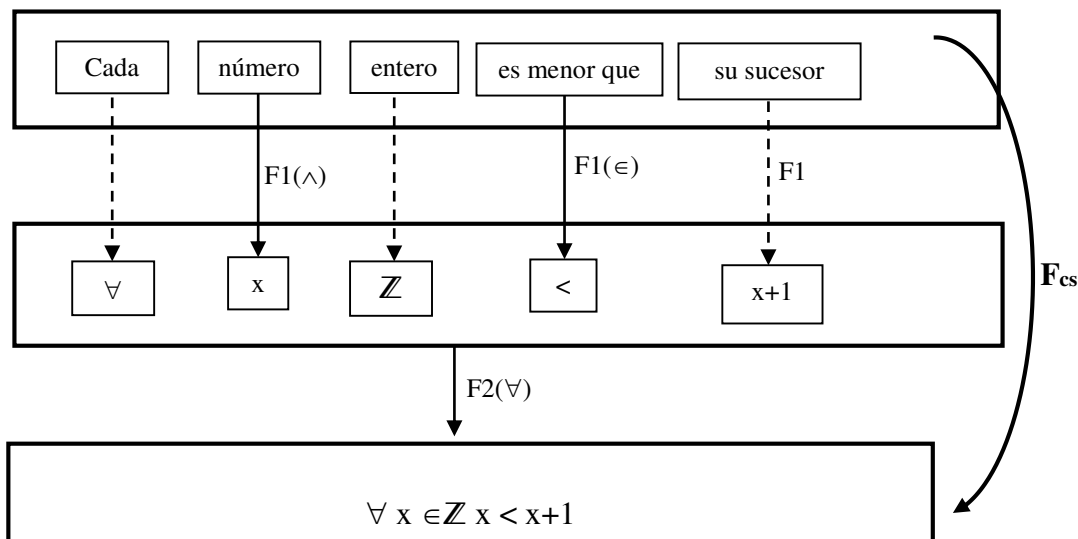 Cada número entero es menor que su sucesor
F1(∧) F1(∈) F1
∀ x ℤ < x+1
F_cs
F2(∀)
∀ x ∈ℤ x < x+1